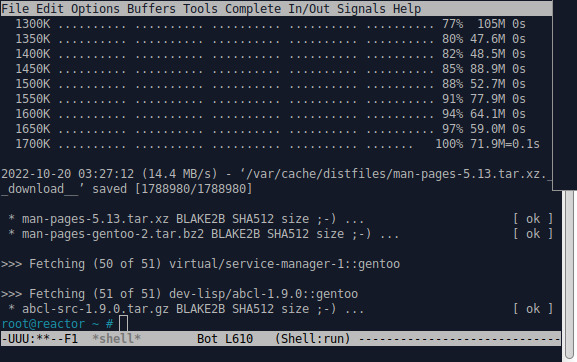 File Edit Options Buffers Tools Complete In/Out Signals Help
1300K .......... .......... .......... .......... .......... 77%  105M 0s
1350K .......... .......... .......... .......... .......... 80% 47.6M 0s
1400K .......... .......... .......... .......... .......... 82% 48.5M 0s
1450K .......... .......... .......... .......... .......... 85% 88.9M 0s
1500K .......... .......... .......... .......... .......... 88% 52.7M 0s
1550K .......... .......... .......... .......... .......... 91% 77.9M 0s
1600K .......... .......... .......... .......... .......... 94% 64.1M 0s
1650K .......... .......... .......... .......... .......... 97% 59.0M 0s
1700K .......... .......... .......... .......... .......   100% 71.9M=0.1s
2022-10-20 03:27:12 (14.4 MB/s) - ‘/var/cache/distfiles/man-pages-5.13.tar.xz._
_download__’ saved [1788980/1788980]
* man-pages-5.13.tar.xz BLAKE2B SHA512 size ;-) ... [ ok ]
* man-pages-gentoo-2.tar.bz2 BLAKE2B SHA512 size ;-) ... [ ok ]
>>> Fetching (50 of 51) virtual/service-manager-1::gentoo
>>> Fetching (51 of 51) dev-lisp/abcl-1.9.0::gentoo
* abcl-src-1.9.0.tar.gz BLAKE2B SHA512 size ;-) ... [ ok ]
root@reactor ~ #
-UUU:**--F1  *shell*        Bot L610   (Shell:run) -----------------------------